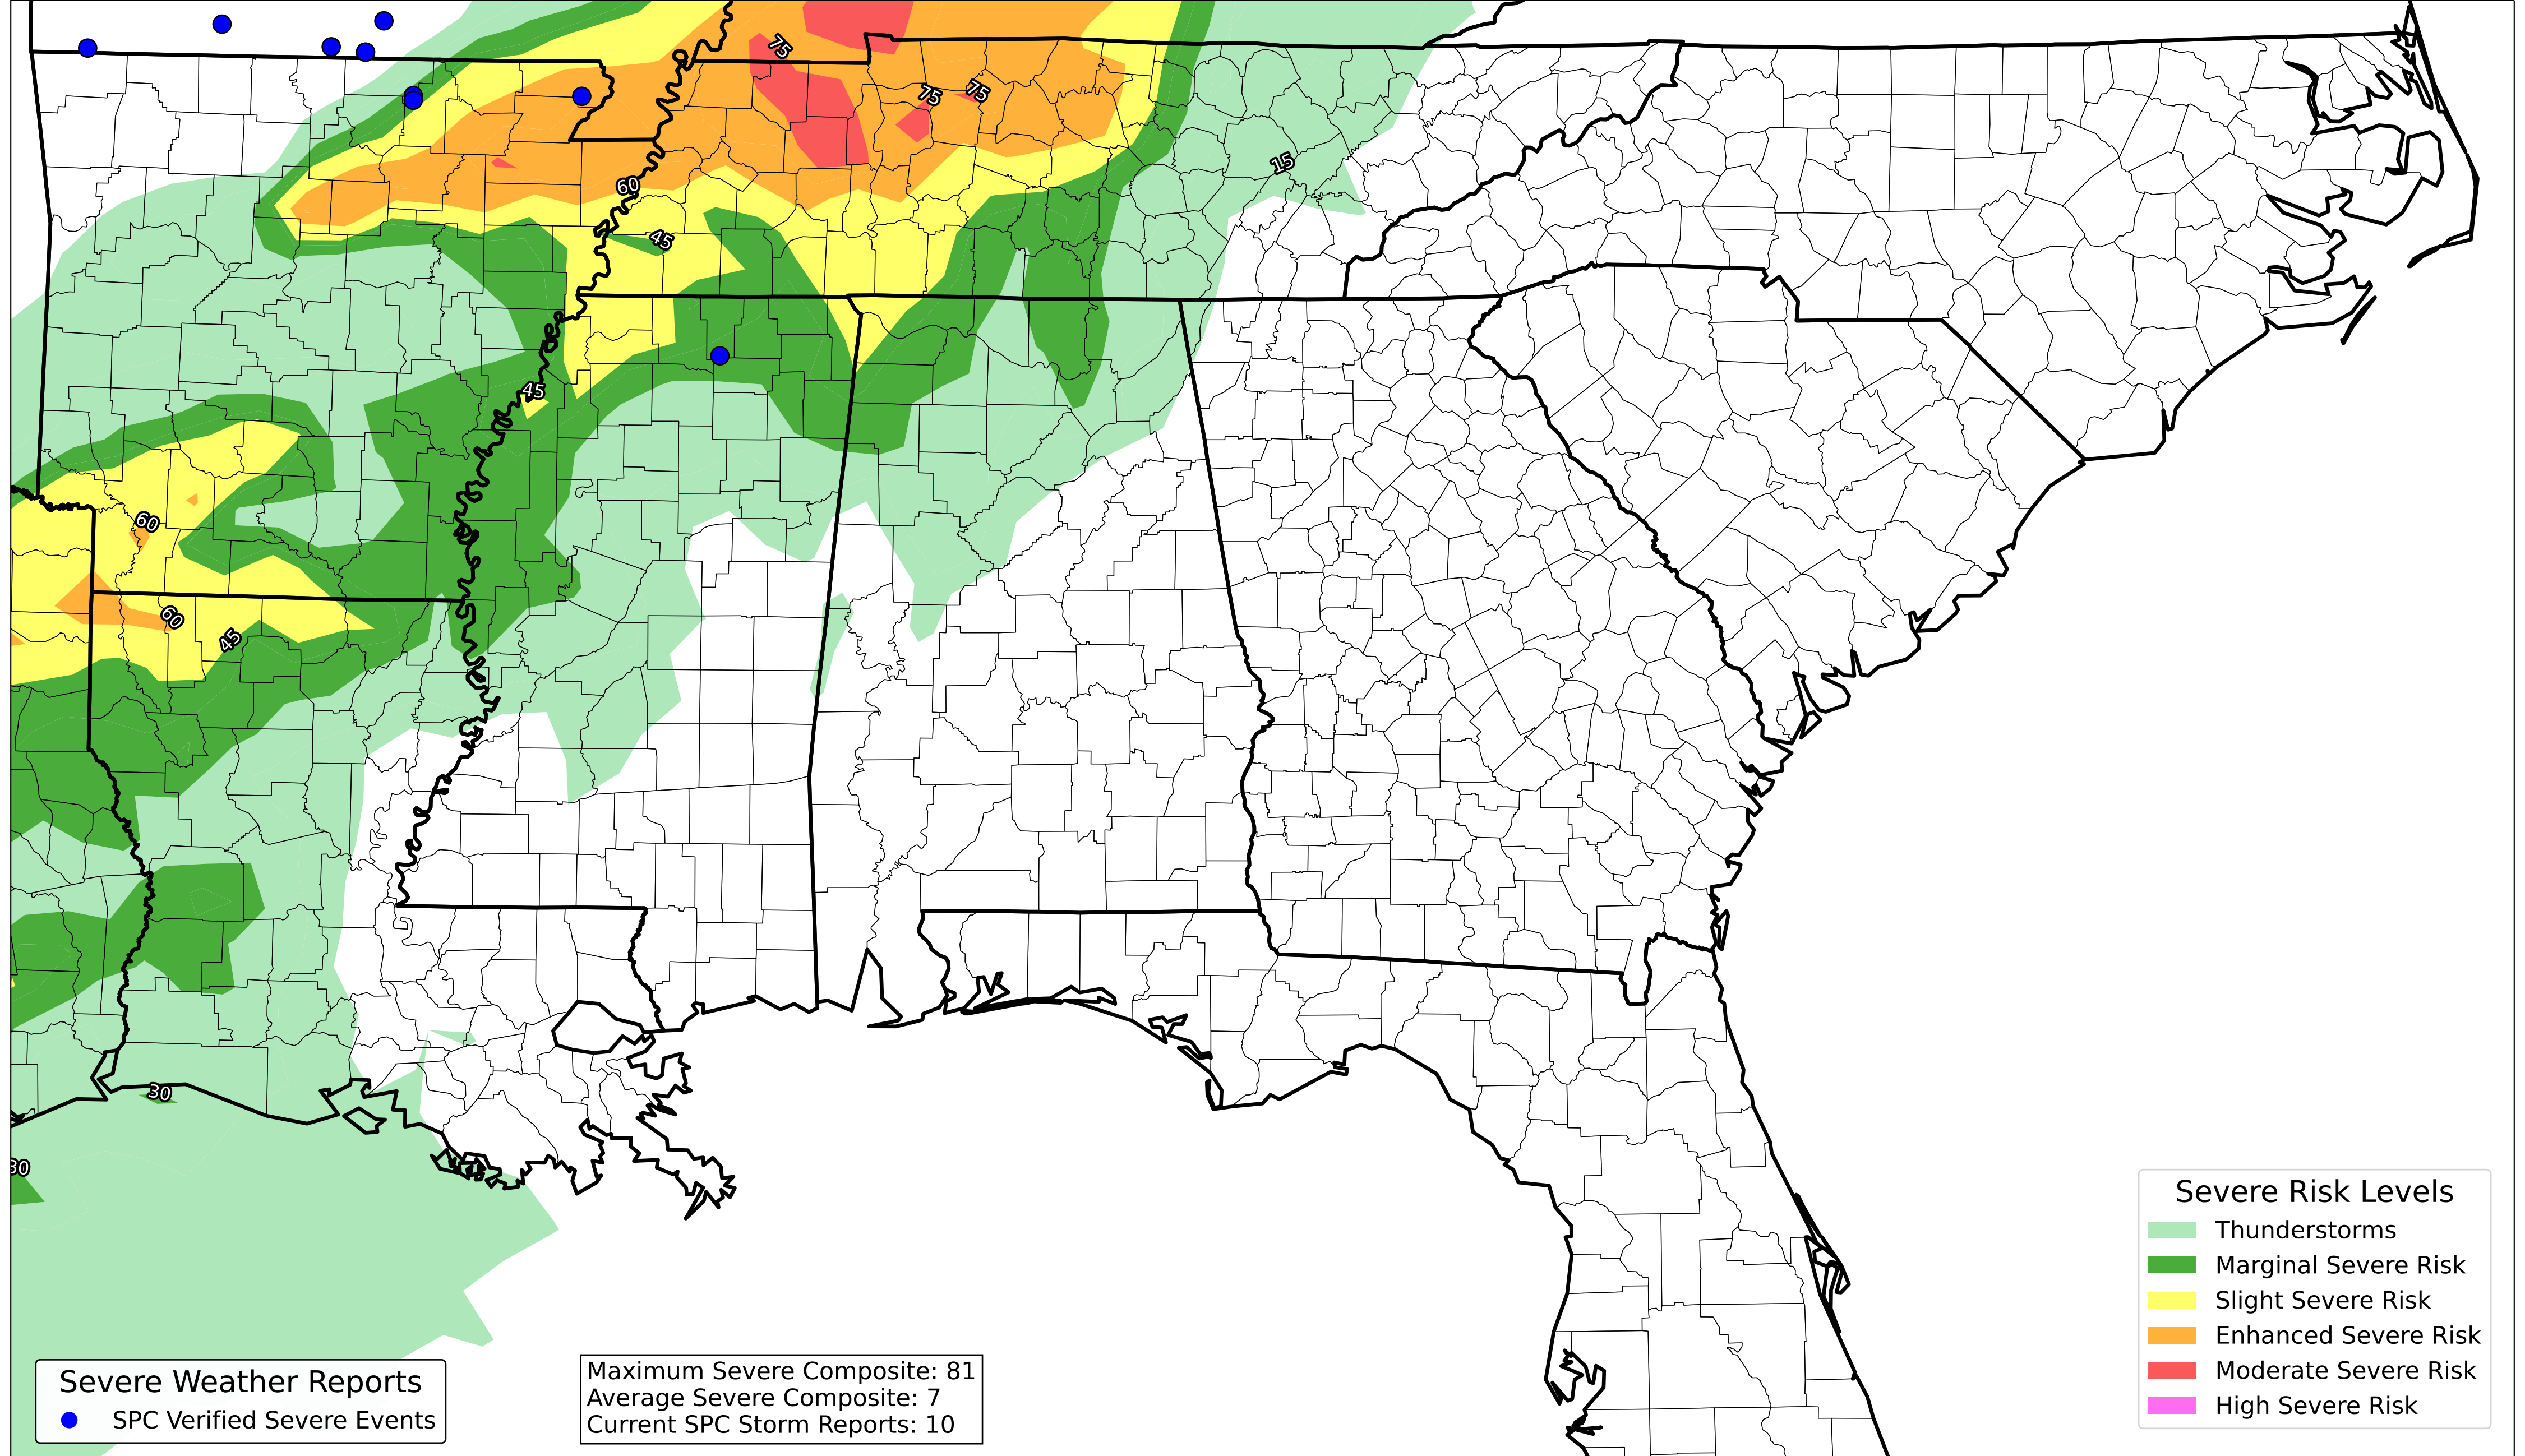 75
75
75
15
60
45
45
60
60
45
30
30
Severe Risk Levels
Thunderstorms
Marginal Severe Risk
Slight Severe Risk
Enhanced Severe Risk
Moderate Severe Risk
High Severe Risk
Severe Weather Reports
SPC Verified Severe Events
Maximum Severe Composite: 81
Average Severe Composite: 7
Current SPC Storm Reports: 10